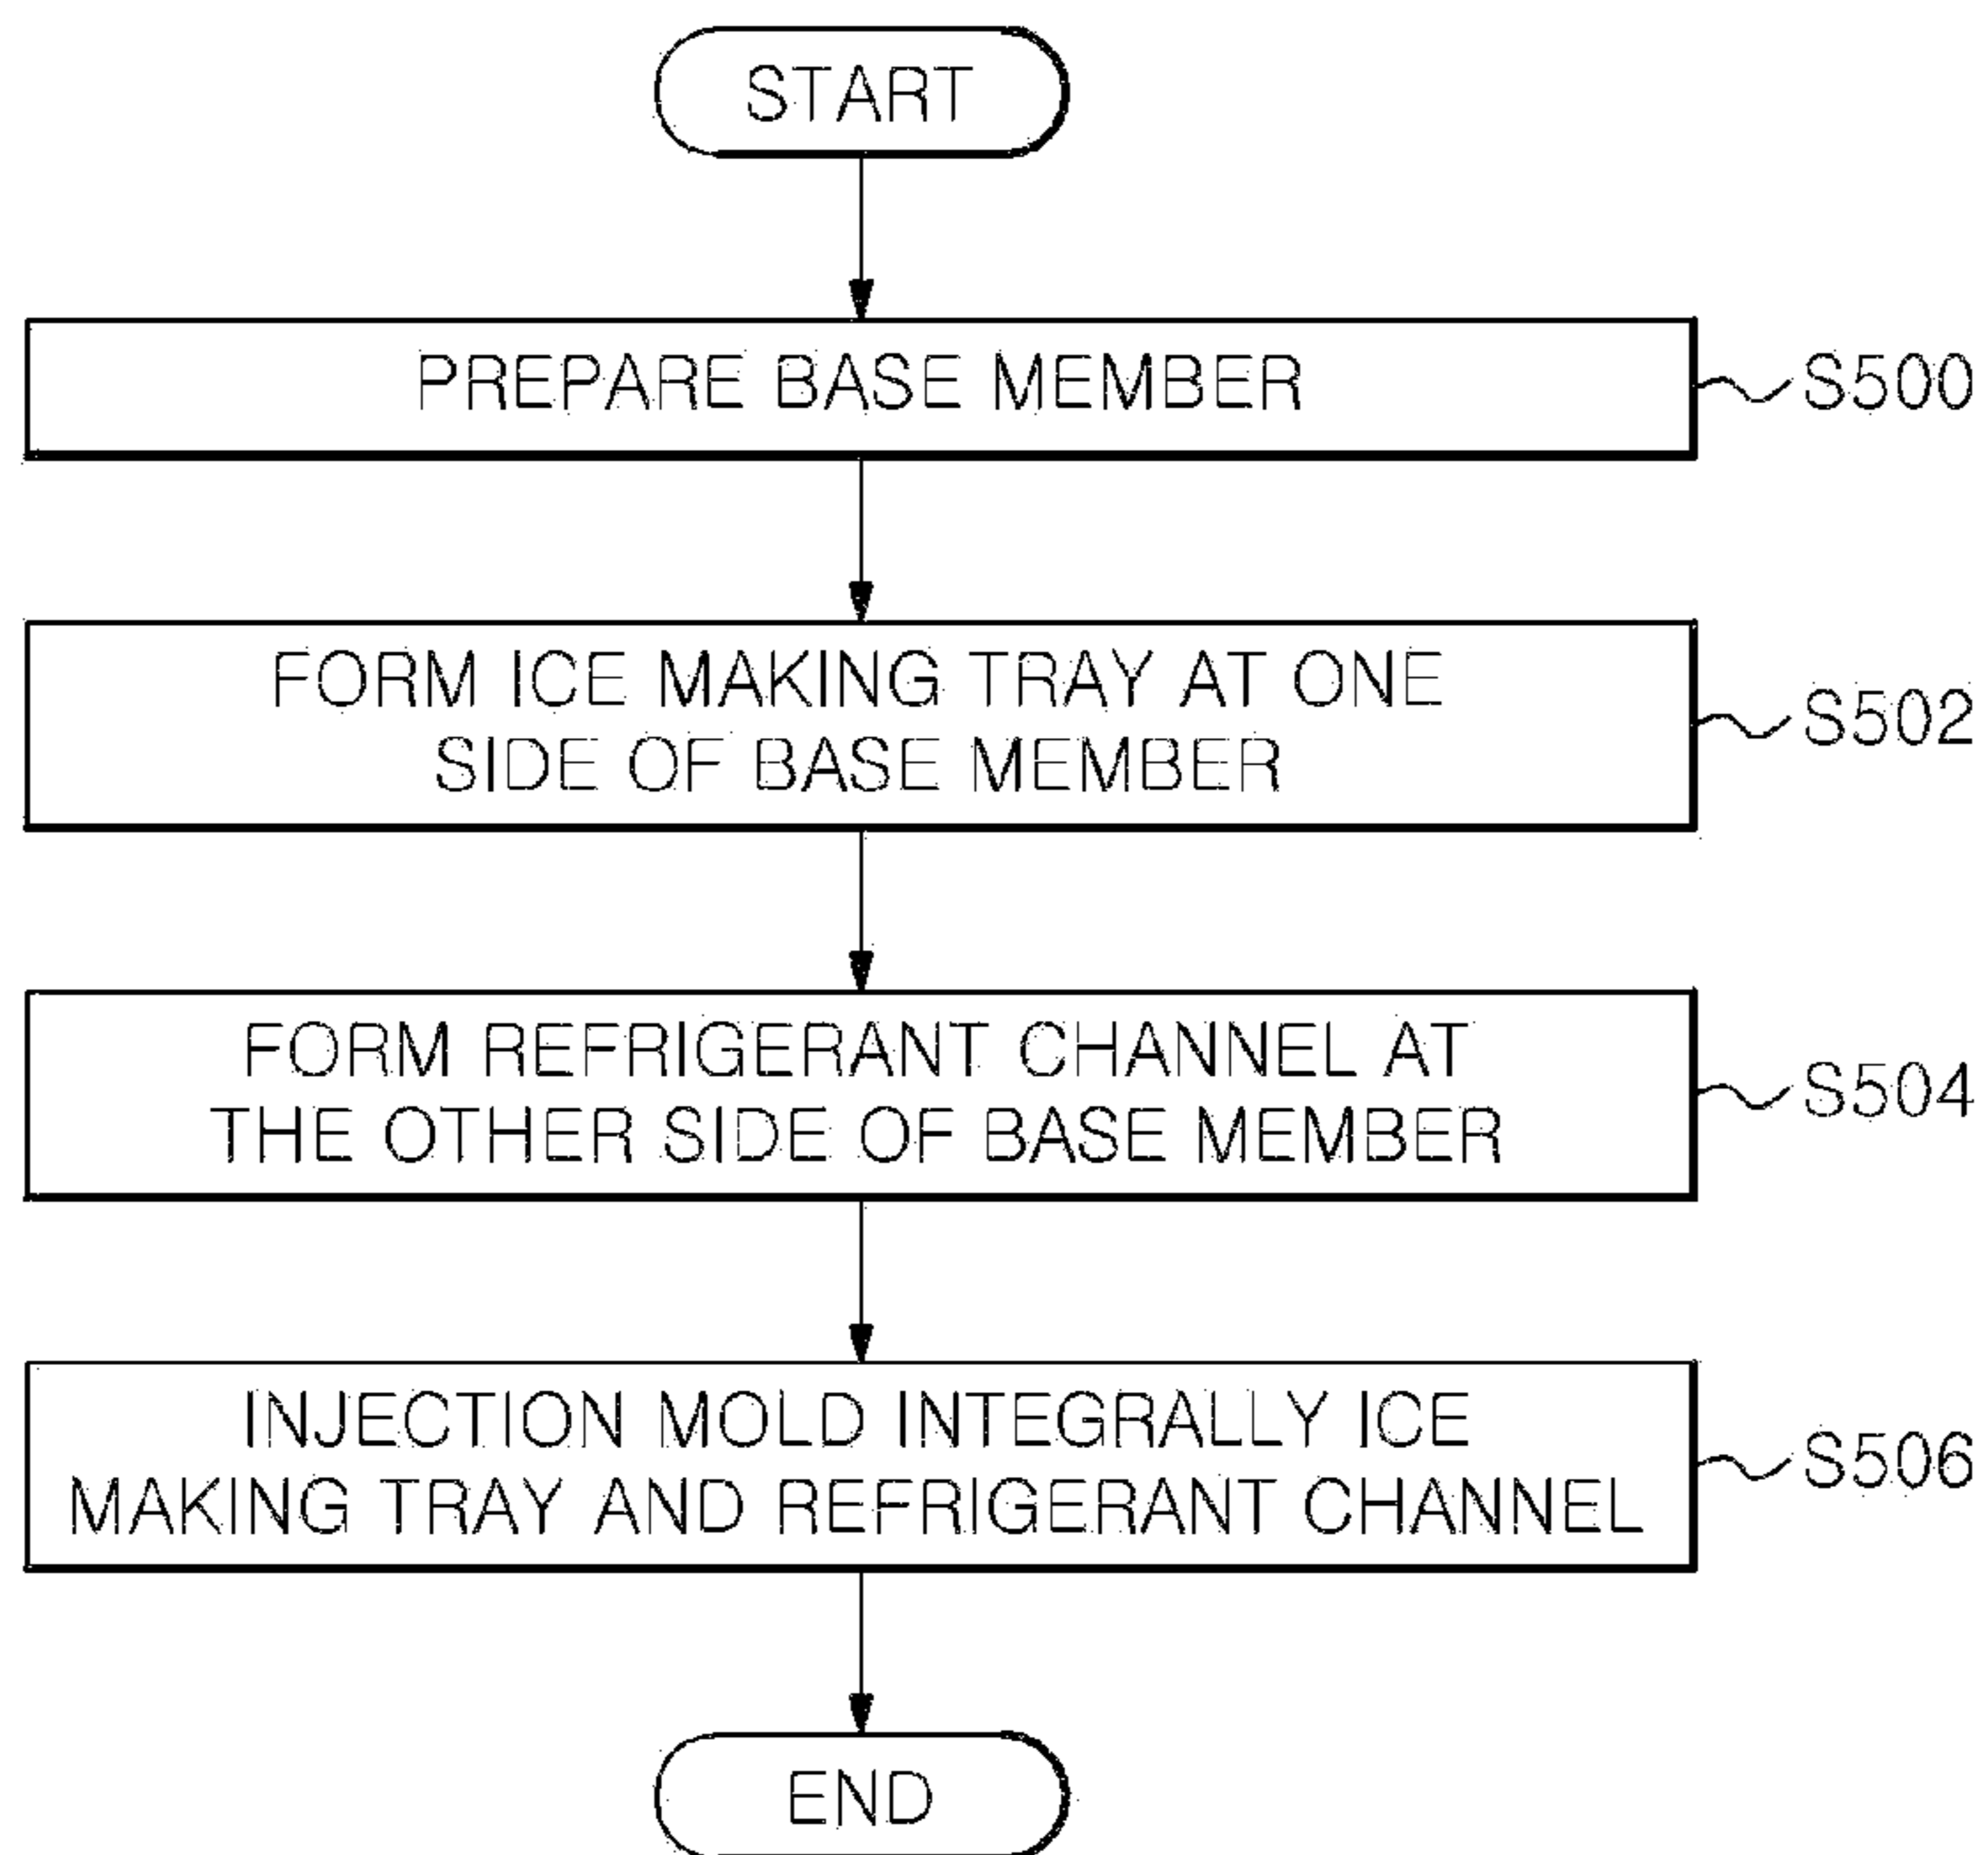 START
PREPARE BASE MEMBER
S500
FORM ICE MAKING TRAY AT ONE
SIDE OF BASE MEMBER
S502
FORM REFRIGERANT CHANNEL AT
THE OTHER SIDE OF BASE MEMBER
S504
INJECTION MOLD INTEGRALLY ICE
MAKING TRAY AND REFRIGERANT CHANNEL
S506
END